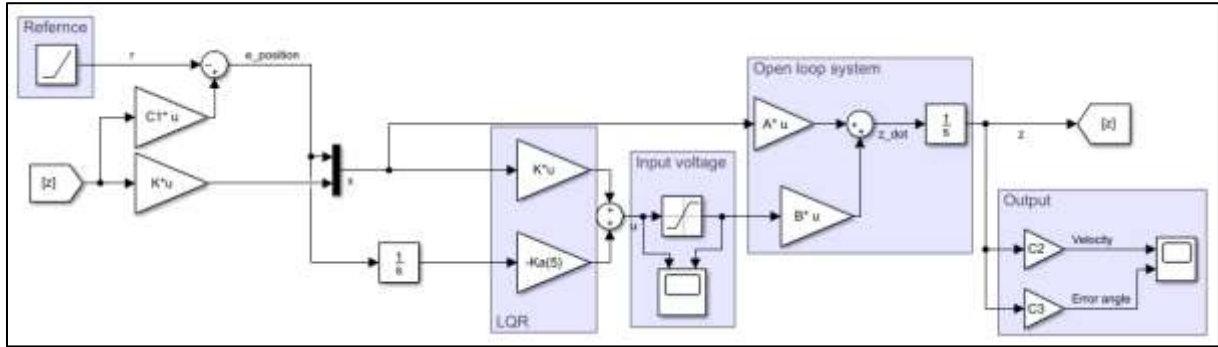 Refernce
r
e_position
C1* u
[z]
K*u
x
1
s
K*u
-Ka(5)
LQR
u
Input voltage
Open loop system
A* u
B* u
z_dot
1
s
z
[z]
Output
C2
Velocity
C3
Error angle